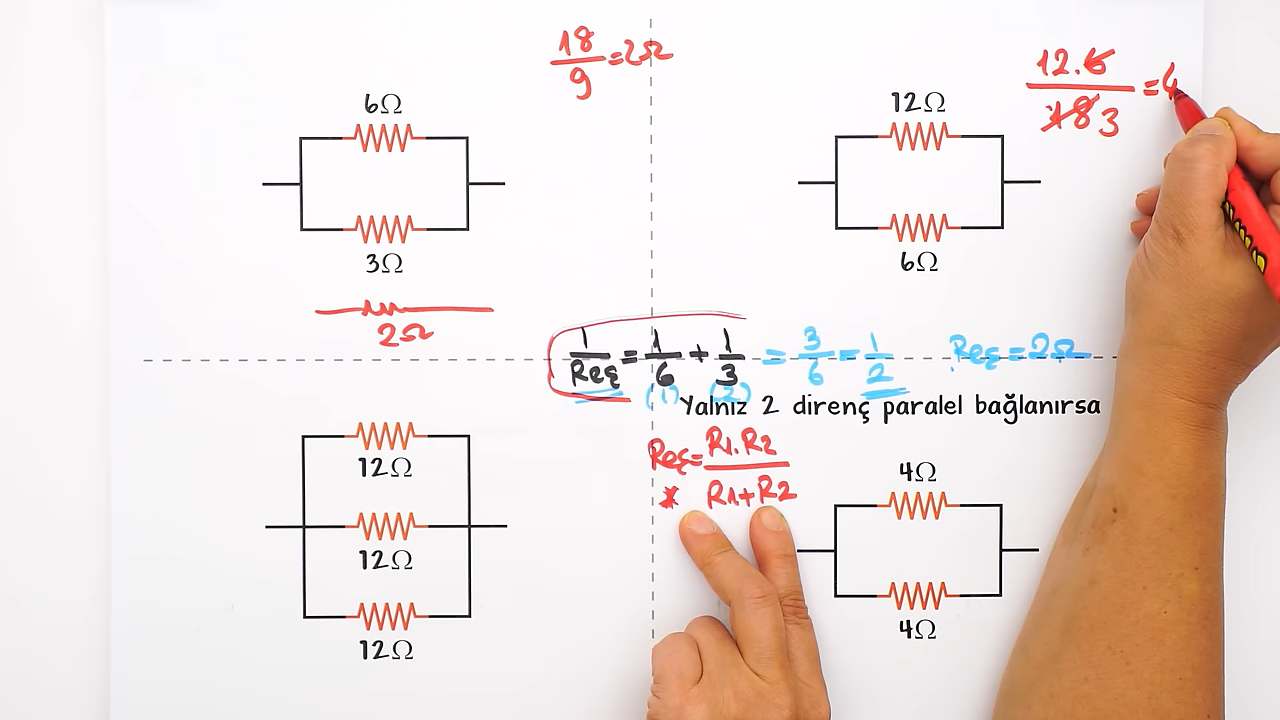 18/9 = 2Ω
12.6/18 3 = 4
6Ω
3Ω
2Ω
12Ω
6Ω
1/Reş = 1/6 + 1/3 = 3/6 = 1/2 Reş = 2Ω
(1) (2)
Yalnız 2 direnç paralel bağlanırsa
Reş = R1.R2/R1+R2
*
12Ω
12Ω
12Ω
4Ω
4Ω